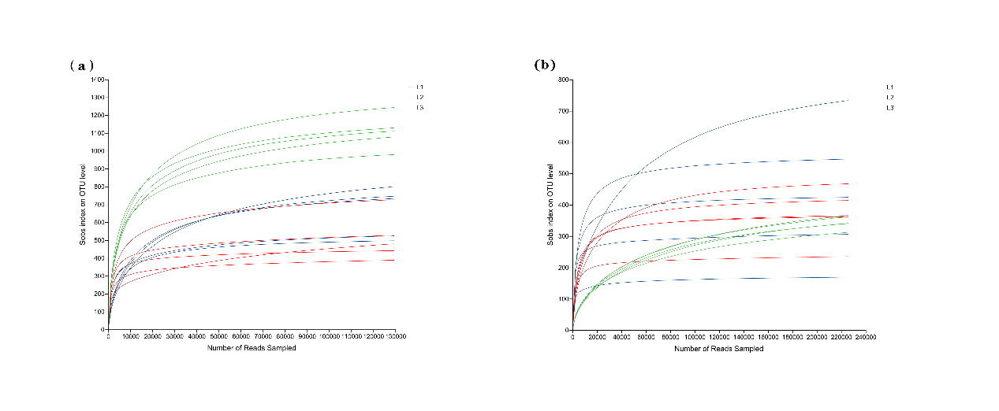 (a)
1400
1300
1200
1100
1000
900
800
700
600
500
400
300
200
100
0
Sobs index on OTU level
0 10000 20000 30000 40000 50000 60000 70000 80000 90000 100000 110000 120000 130000
Number of Reads Sampled
L1
L2
L3
(b)
800
700
600
500
400
300
200
100
0
Sobs index on OTU level
0 20000 40000 60000 80000 100000 120000 140000 160000 180000 200000 220000 240000
Number of Reads Sampled
L1
L2
L3